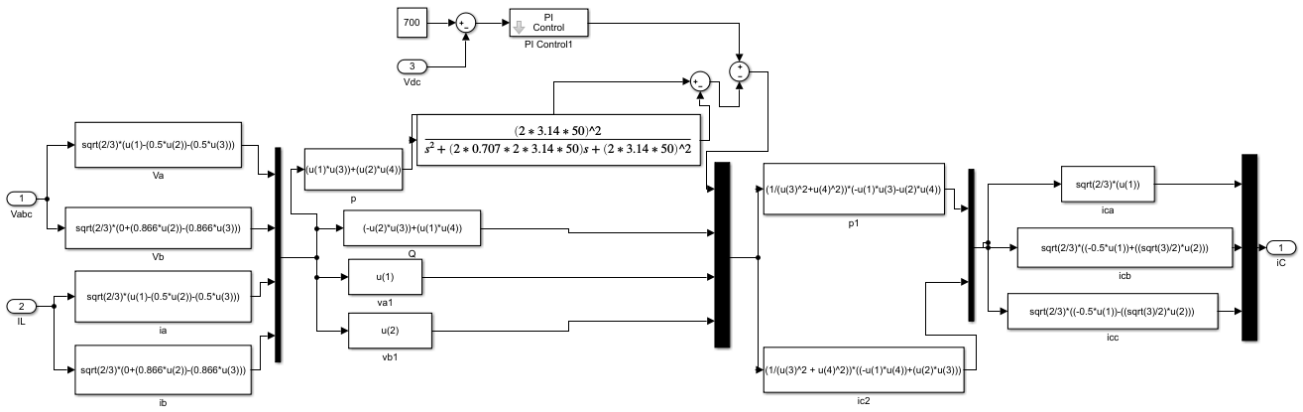 700
PI
Control
PI Control1
3
Vdc
+
−
+
−
+
−
(2 * 3.14 * 50)^2
s^2 + (2 * 0.707 * 2 * 3.14 * 50)s + (2 * 3.14 * 50)^2
1
Vabc
sqrt(2/3)*(u(1)-(0.5*u(2))-(0.5*u(3)))
Va
sqrt(2/3)*(0+(0.866*u(2))-(0.866*u(3)))
Vb
2
IL
sqrt(2/3)*(u(1)-(0.5*u(2))-(0.5*u(3)))
ia
sqrt(2/3)*(0+(0.866*u(2))-(0.866*u(3)))
ib
(u(1)*u(3))+(u(2)*u(4))
p
(-u(2)*u(3))+(u(1)*u(4))
Q
u(1)
va1
u(2)
vb1
(1/(u(3)^2+u(4)^2))*(-u(1)*u(3)-u(2)*u(4))
p1
(1/(u(3)^2 + u(4)^2))*((-u(1)*u(4))+(u(2)*u(3)))
ic2
sqrt(2/3)*(u(1))
ica
sqrt(2/3)*((-0.5*u(1))+((sqrt(3)/2)*u(2)))
icb
sqrt(2/3)*((-0.5*u(1))-((sqrt(3)/2)*u(2)))
icc
1
iC